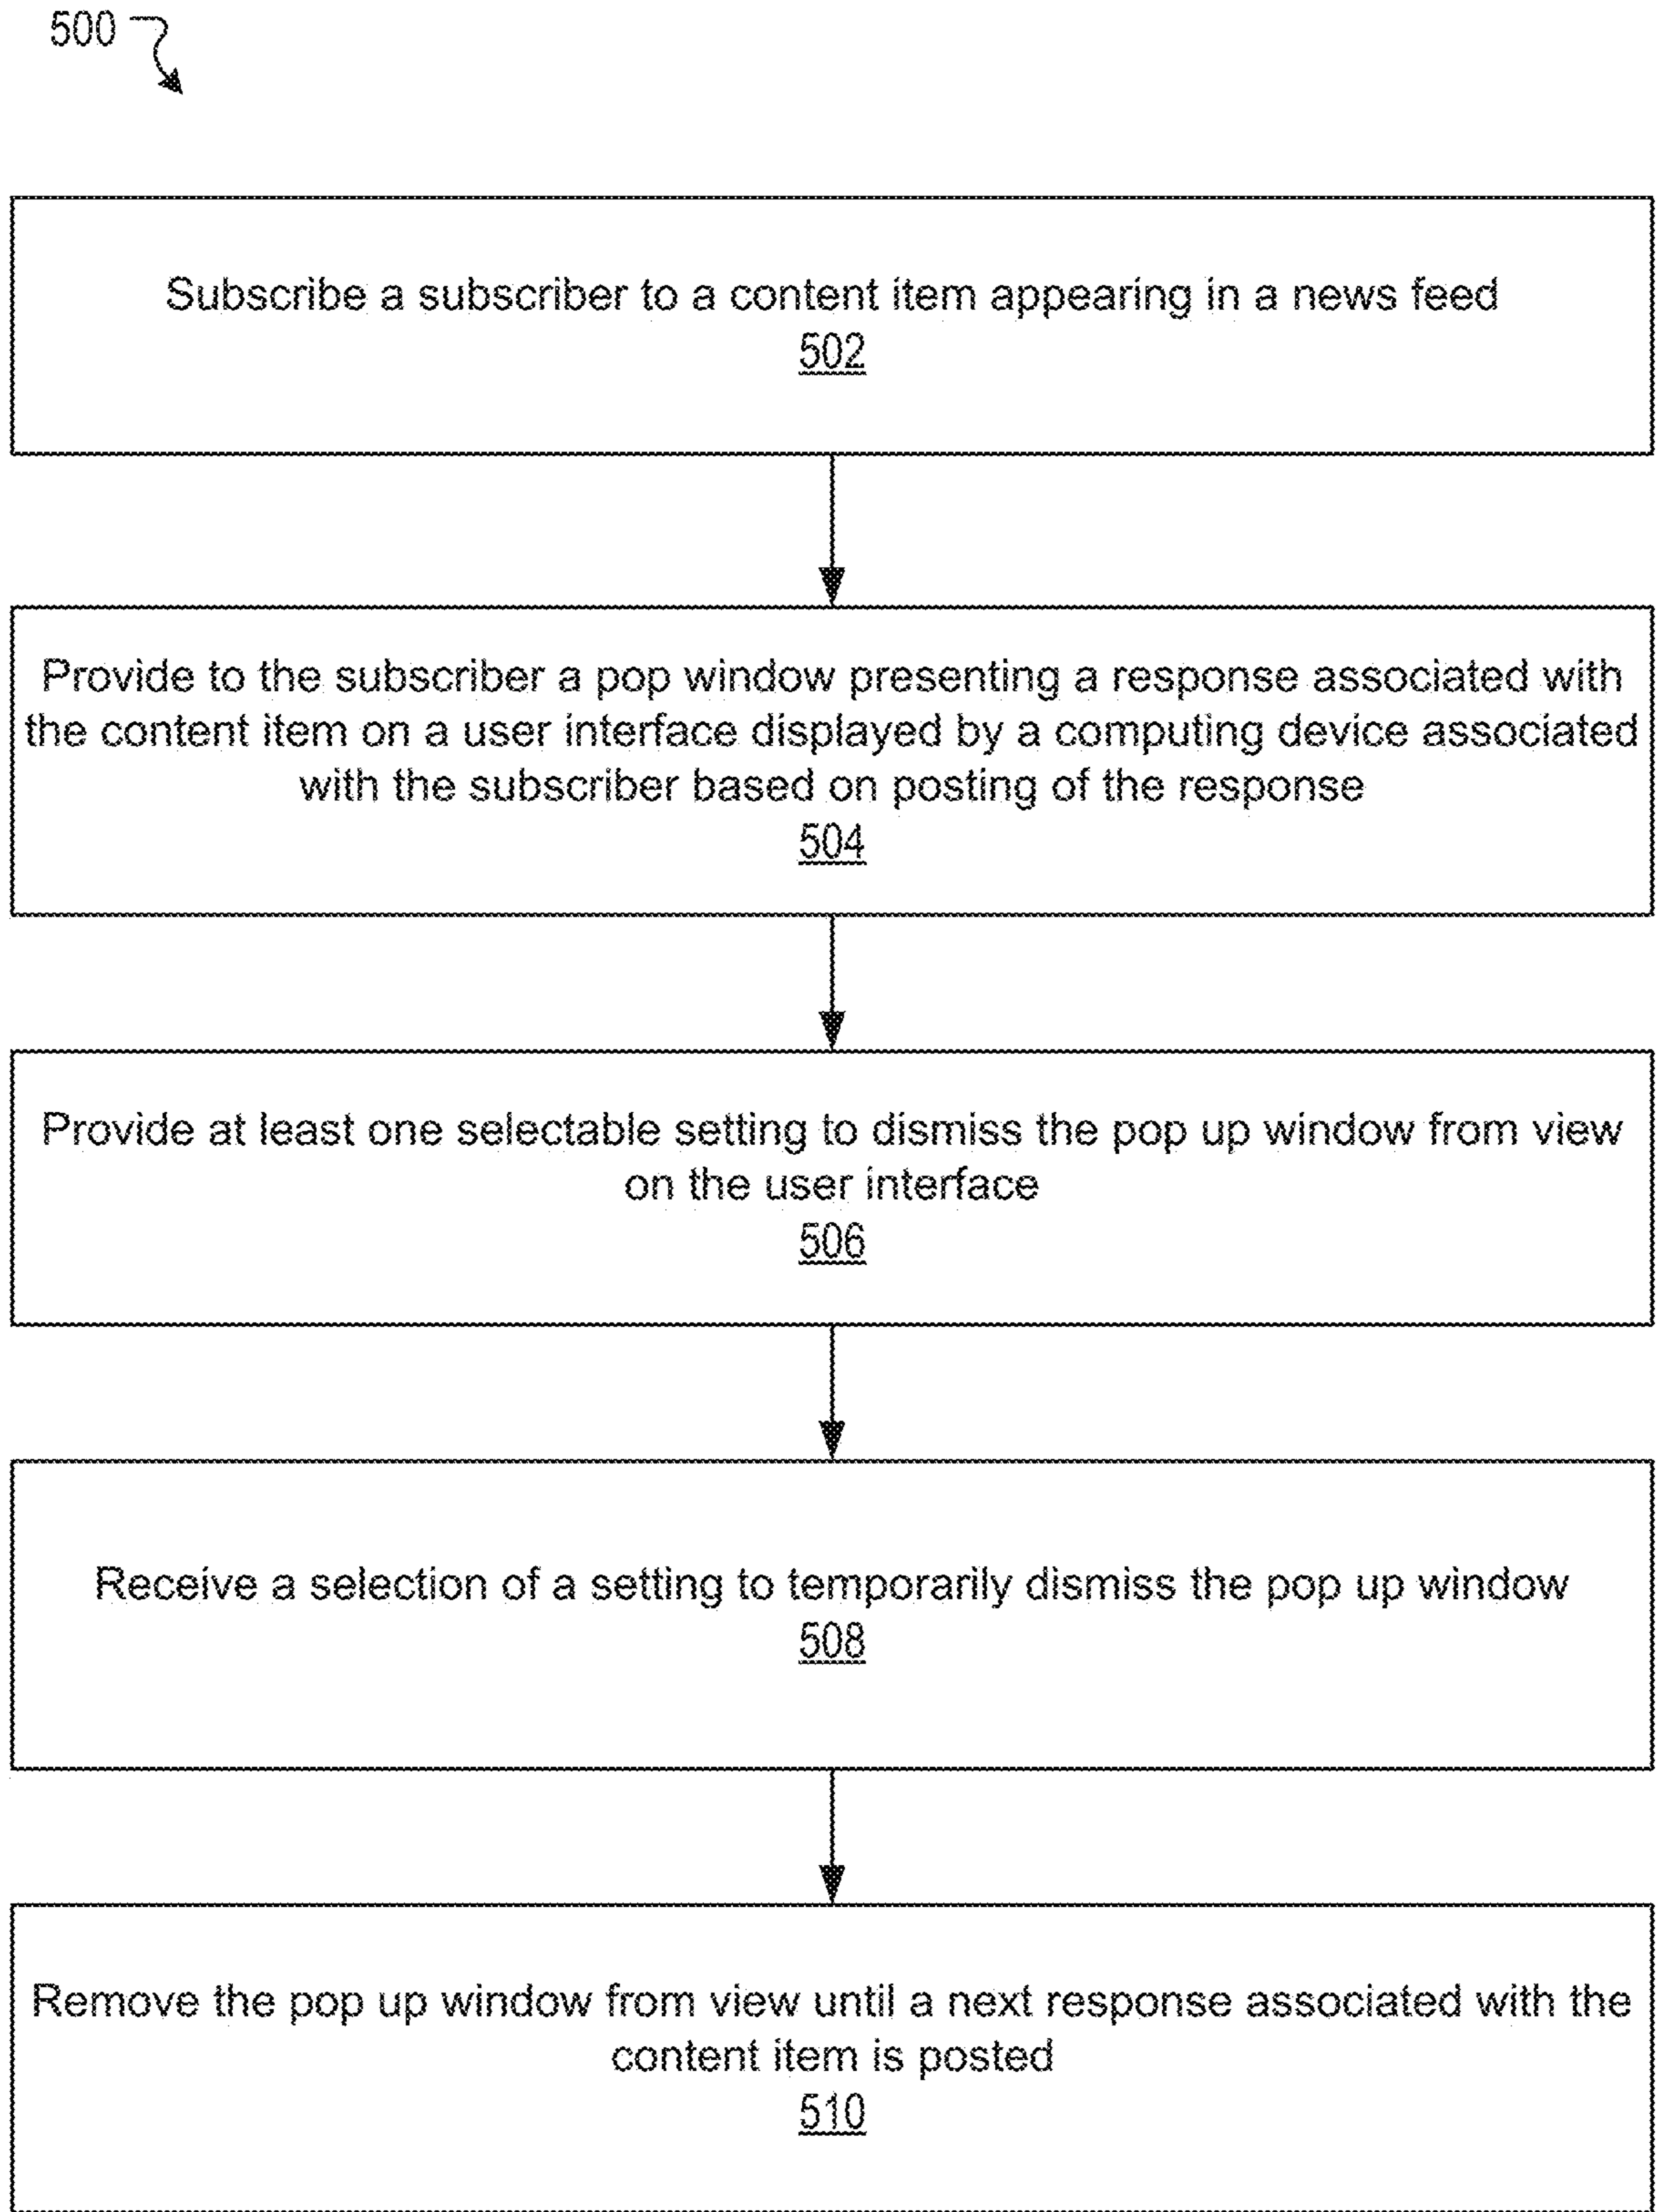 500
Subscribe a subscriber to a content item appearing in a news feed
502
Provide to the subscriber a pop window presenting a response associated with
the content item on a user interface displayed by a computing device associated
with the subscriber based on posting of the response
504
Provide at least one selectable setting to dismiss the pop up window from view
on the user interface
506
Receive a selection of a setting to temporarily dismiss the pop up window
508
Remove the pop up window from view until a next response associated with the
content item is posted
510